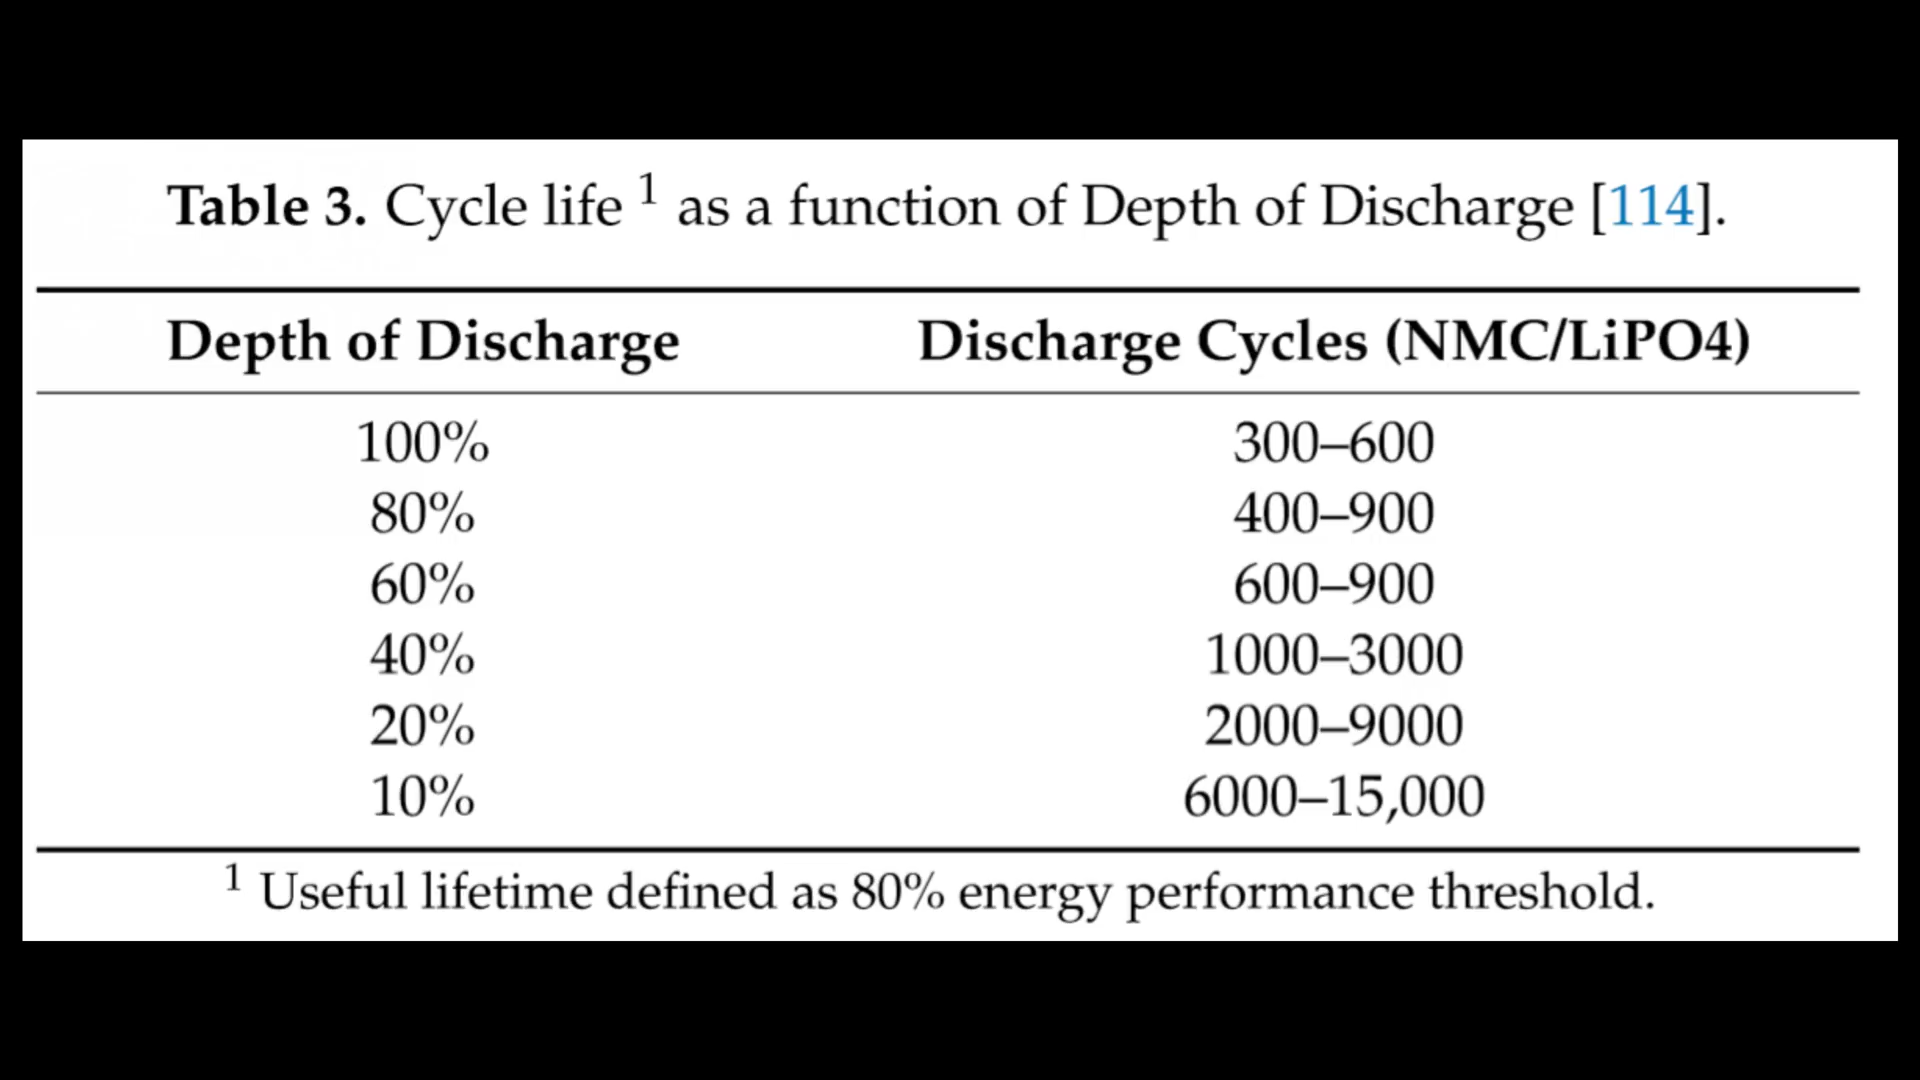 Table 3. Cycle life 1 as a function of Depth of Discharge [114].
Depth of Discharge Discharge Cycles (NMC/LiPO4)
100% 300–600
80% 400–900
60% 600–900
40% 1000–3000
20% 2000–9000
10% 6000–15,000
1 Useful lifetime defined as 80% energy performance threshold.